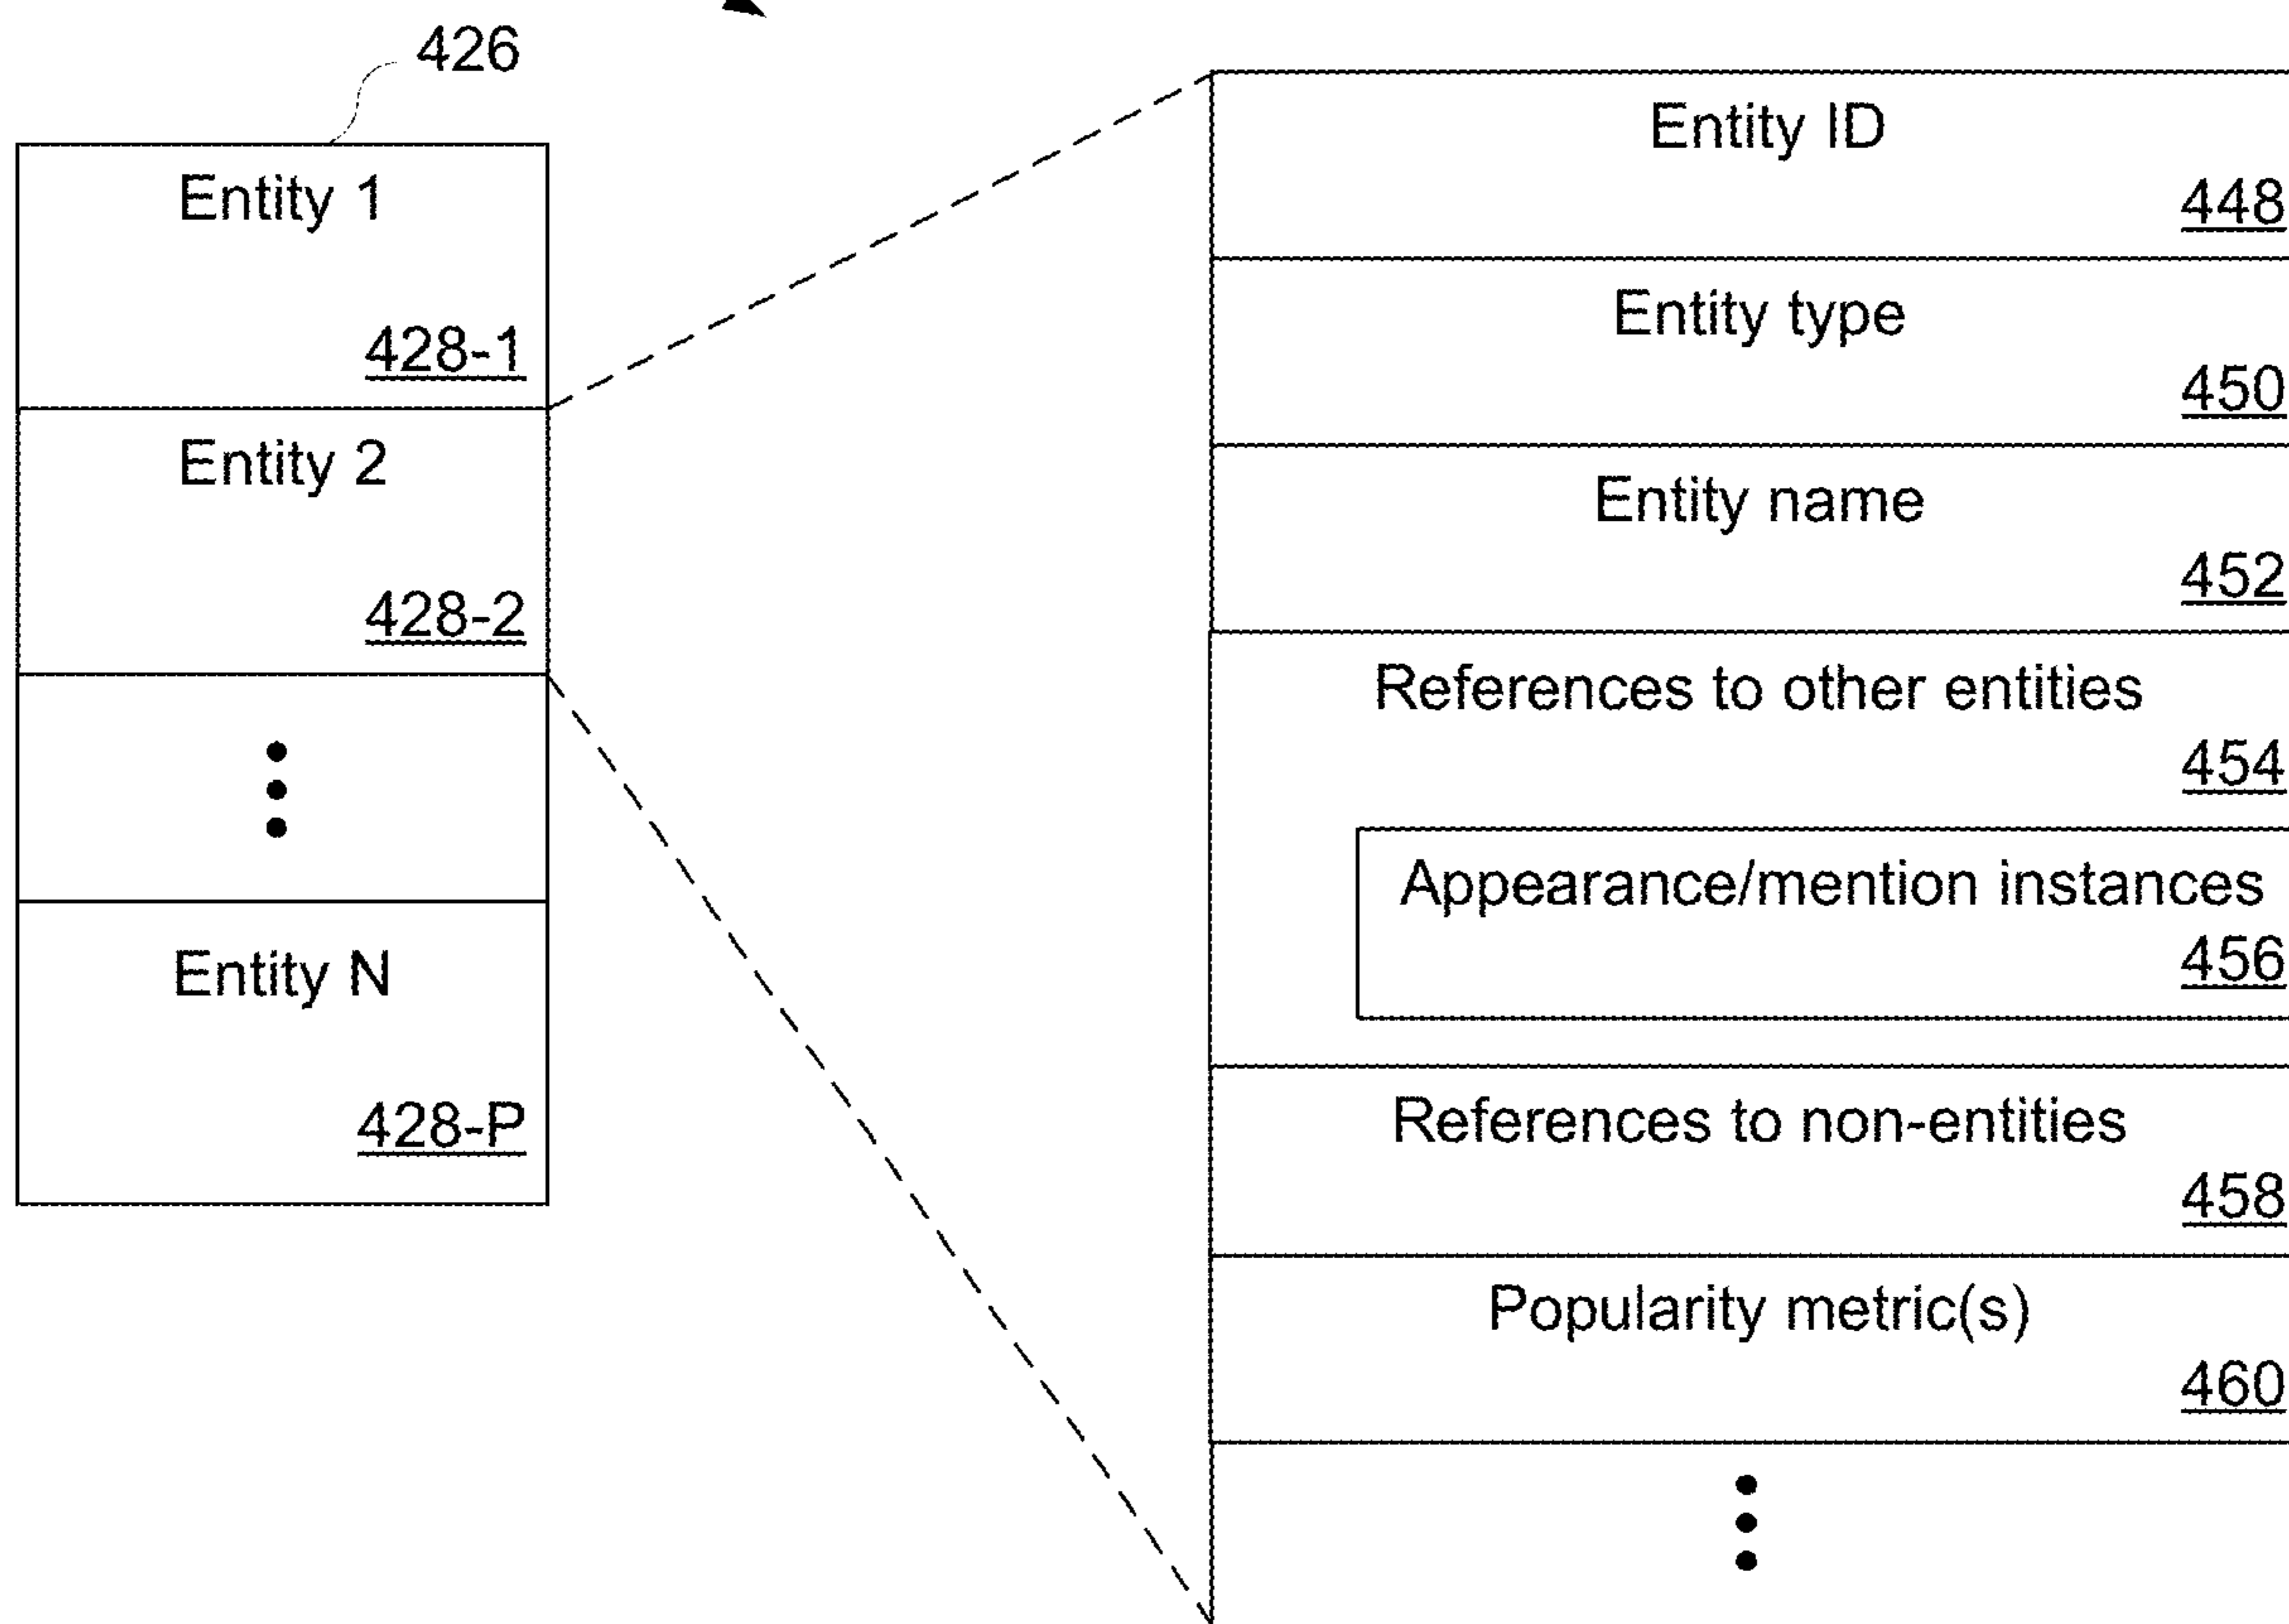 426
Entity 1
428-1
Entity 2
428-2
Entity N
428-P
Entity ID
448
Entity type
450
Entity name
452
References to other entities
454
Appearance/mention instances
456
References to non-entities
458
Popularity metric(s)
460